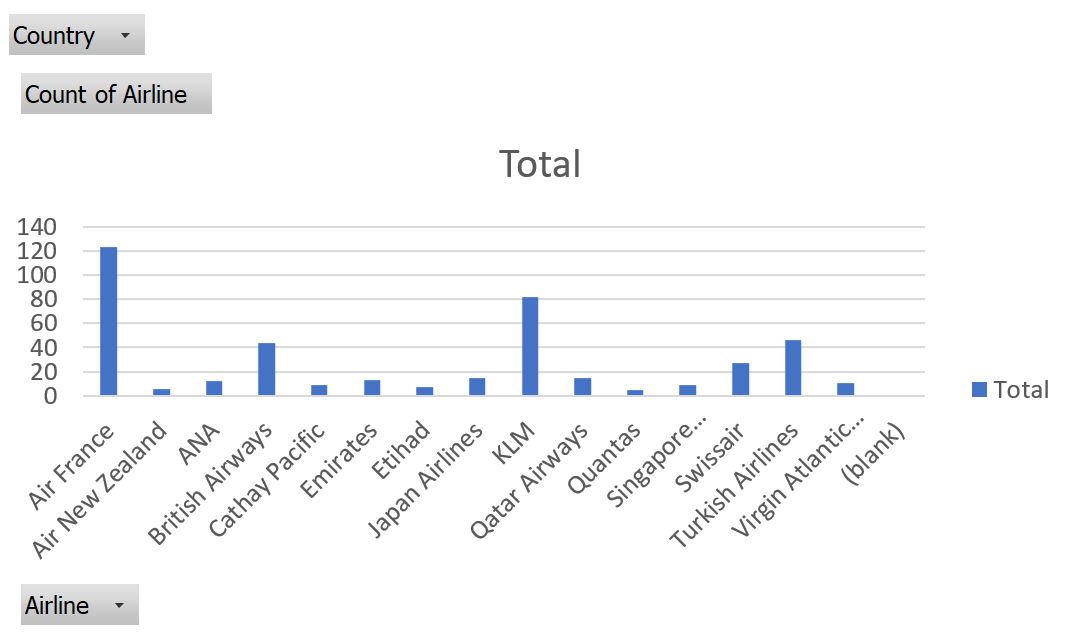 Country
Count of Airline
Total
140
120
100
80
60
40
20
0
Air France
Air New Zealand
ANA
British Airways
Cathay Pacific
Emirates
Etihad
Japan Airlines
KLM
Qatar Airways
Quantas
Singapore...
Swissair
Turkish Airlines
Virgin Atlantic...
(blank)
Total
Airline